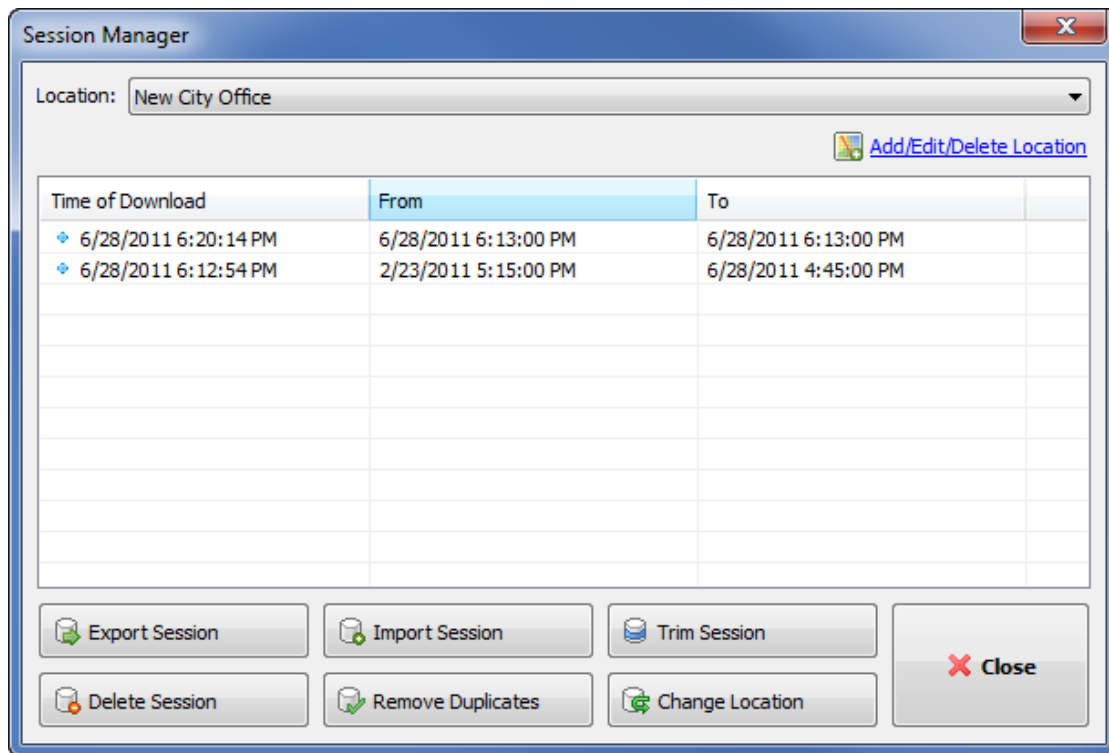 Session Manager
Location: New City Office
Add/Edit/Delete Location
Time of Download From To
6/28/2011 6:20:14 PM 6/28/2011 6:13:00 PM 6/28/2011 6:13:00 PM
6/28/2011 6:12:54 PM 2/23/2011 5:15:00 PM 6/28/2011 4:45:00 PM
Export Session Import Session Trim Session
Close
Delete Session Remove Duplicates Change Location